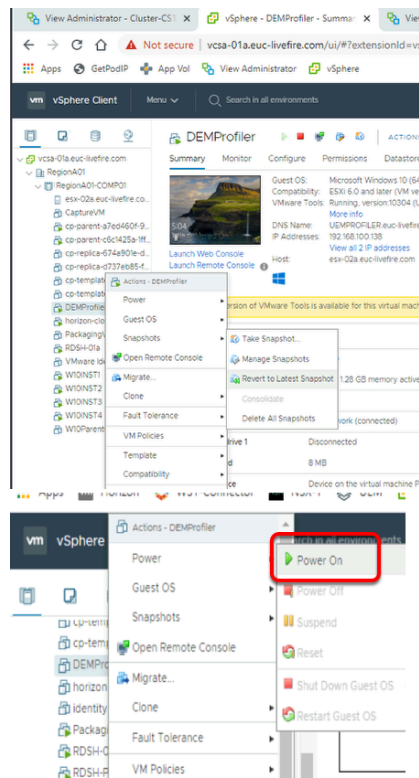 View Administrator - Cluster-CS1 ×
vSphere - DEMProfiler - Summar ×
Not secure | vcsa-01a.euc-livefire.com/ui/#?extensionId=vs
Apps GetPodIP App Vol View Administrator vSphere
vm vSphere Client Menu Search in all environments
vcsa-01a.euc-livefire.com
RegionA01
RegionA01-COMP01
esx-02a.euc-livefire.co...
CaptureVM
cp-parent-a7ed460f-9...
cp-parent-c6c1425a-1ff...
cp-replica-674a901e-d...
cp-replica-d737eb85-f...
cp-templat
cp-templat
DEMProfile
horizon-clo
Packaging
RDSH-01a
VMware Ide
W10INST1
W10INST2
W10INST3
W10INST4
W10Parent
DEMProfiler
ACTIONS
Summary Monitor Configure Permissions Datastore
5:04
Launch Web Console
Launch Remote Console
Guest OS: Microsoft Windows 10 (64
Compatibility: ESXi 6.0 and later (VM ve
VMware Tools: Running, version:10304 (
More info
DNS Name: UEMPROFILER.euc-livefire
IP Addresses: 192.168.100.138
View all 2 IP addresses
Host: esx-02a.euc-livefire.com
ersion of VMware Tools is available for this virtual mach
Actions - DEMProfiler
Power
Guest OS
Snapshots
Open Remote Console
Migrate...
Clone
Fault Tolerance
VM Policies
Template
Compatibility
Take Snapshot...
Manage Snapshots
Revert to Latest Snapshot
Consolidate
Delete All Snapshots
1.28 GB memory active
work (connected)
drive 1 Disconnected
8 MB
Device on the virtual machine P
Apps Horizon WS1 Connector NSX-T UEM
vm vSphere
arch in all environments
cp-temp
cp-temp
DEMPro
horizon
identity
Packagi
RDSH-0
RDSH-P
Actions - DEMProfiler
Power
Guest OS
Snapshots
Open Remote Console
Migrate...
Clone
Fault Tolerance
VM Policies
Power On
Power Off
Suspend
Reset
Shut Down Guest OS
Restart Guest OS